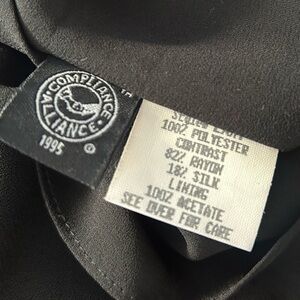 COMPLIANCE
ALLIANCE
1995
100% POLYESTER
CONTRAST
82% RAYON
18% SILK
LINING
100% ACETATE
SEE OVER FOR CARE